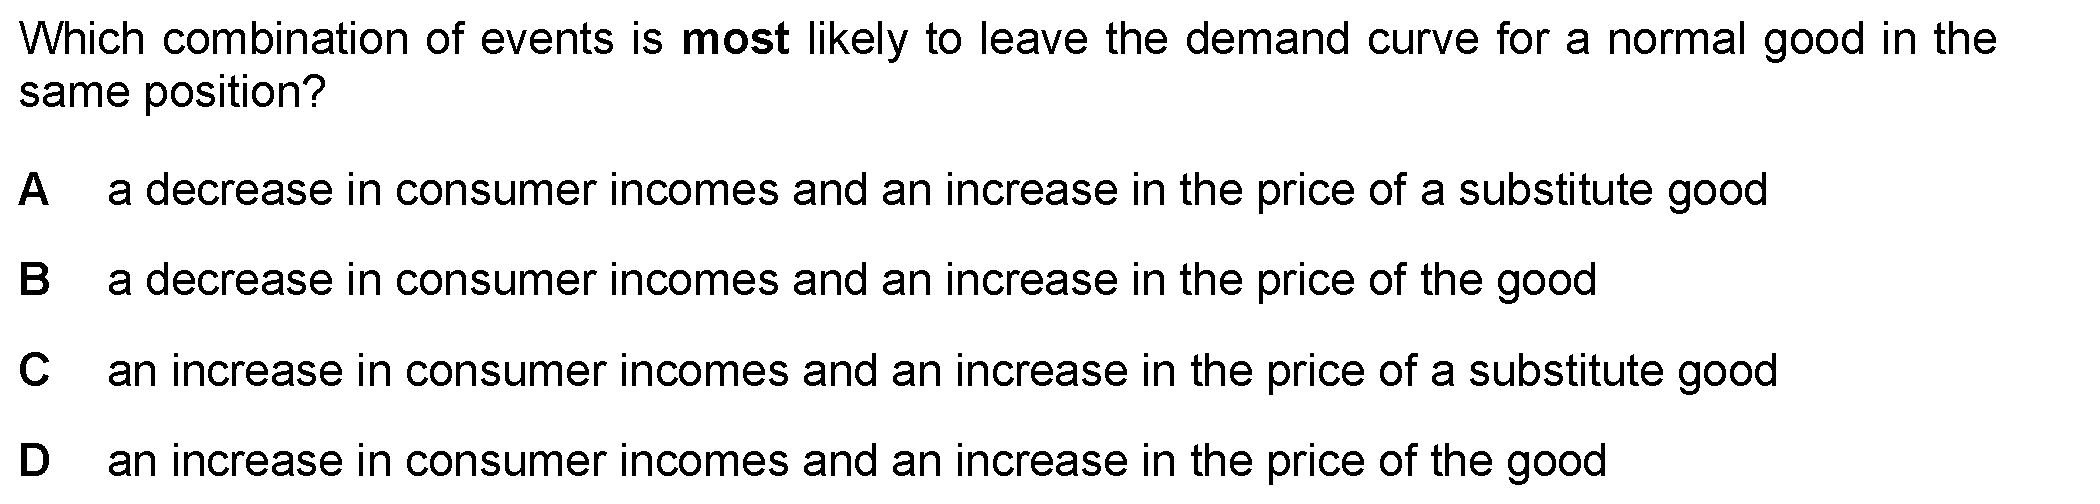 Which combination of events is most likely to leave the demand curve for a normal good in the
same position?
A a decrease in consumer incomes and an increase in the price of a substitute good
B a decrease in consumer incomes and an increase in the price of the good
C an increase in consumer incomes and an increase in the price of a substitute good
D an increase in consumer incomes and an increase in the price of the good